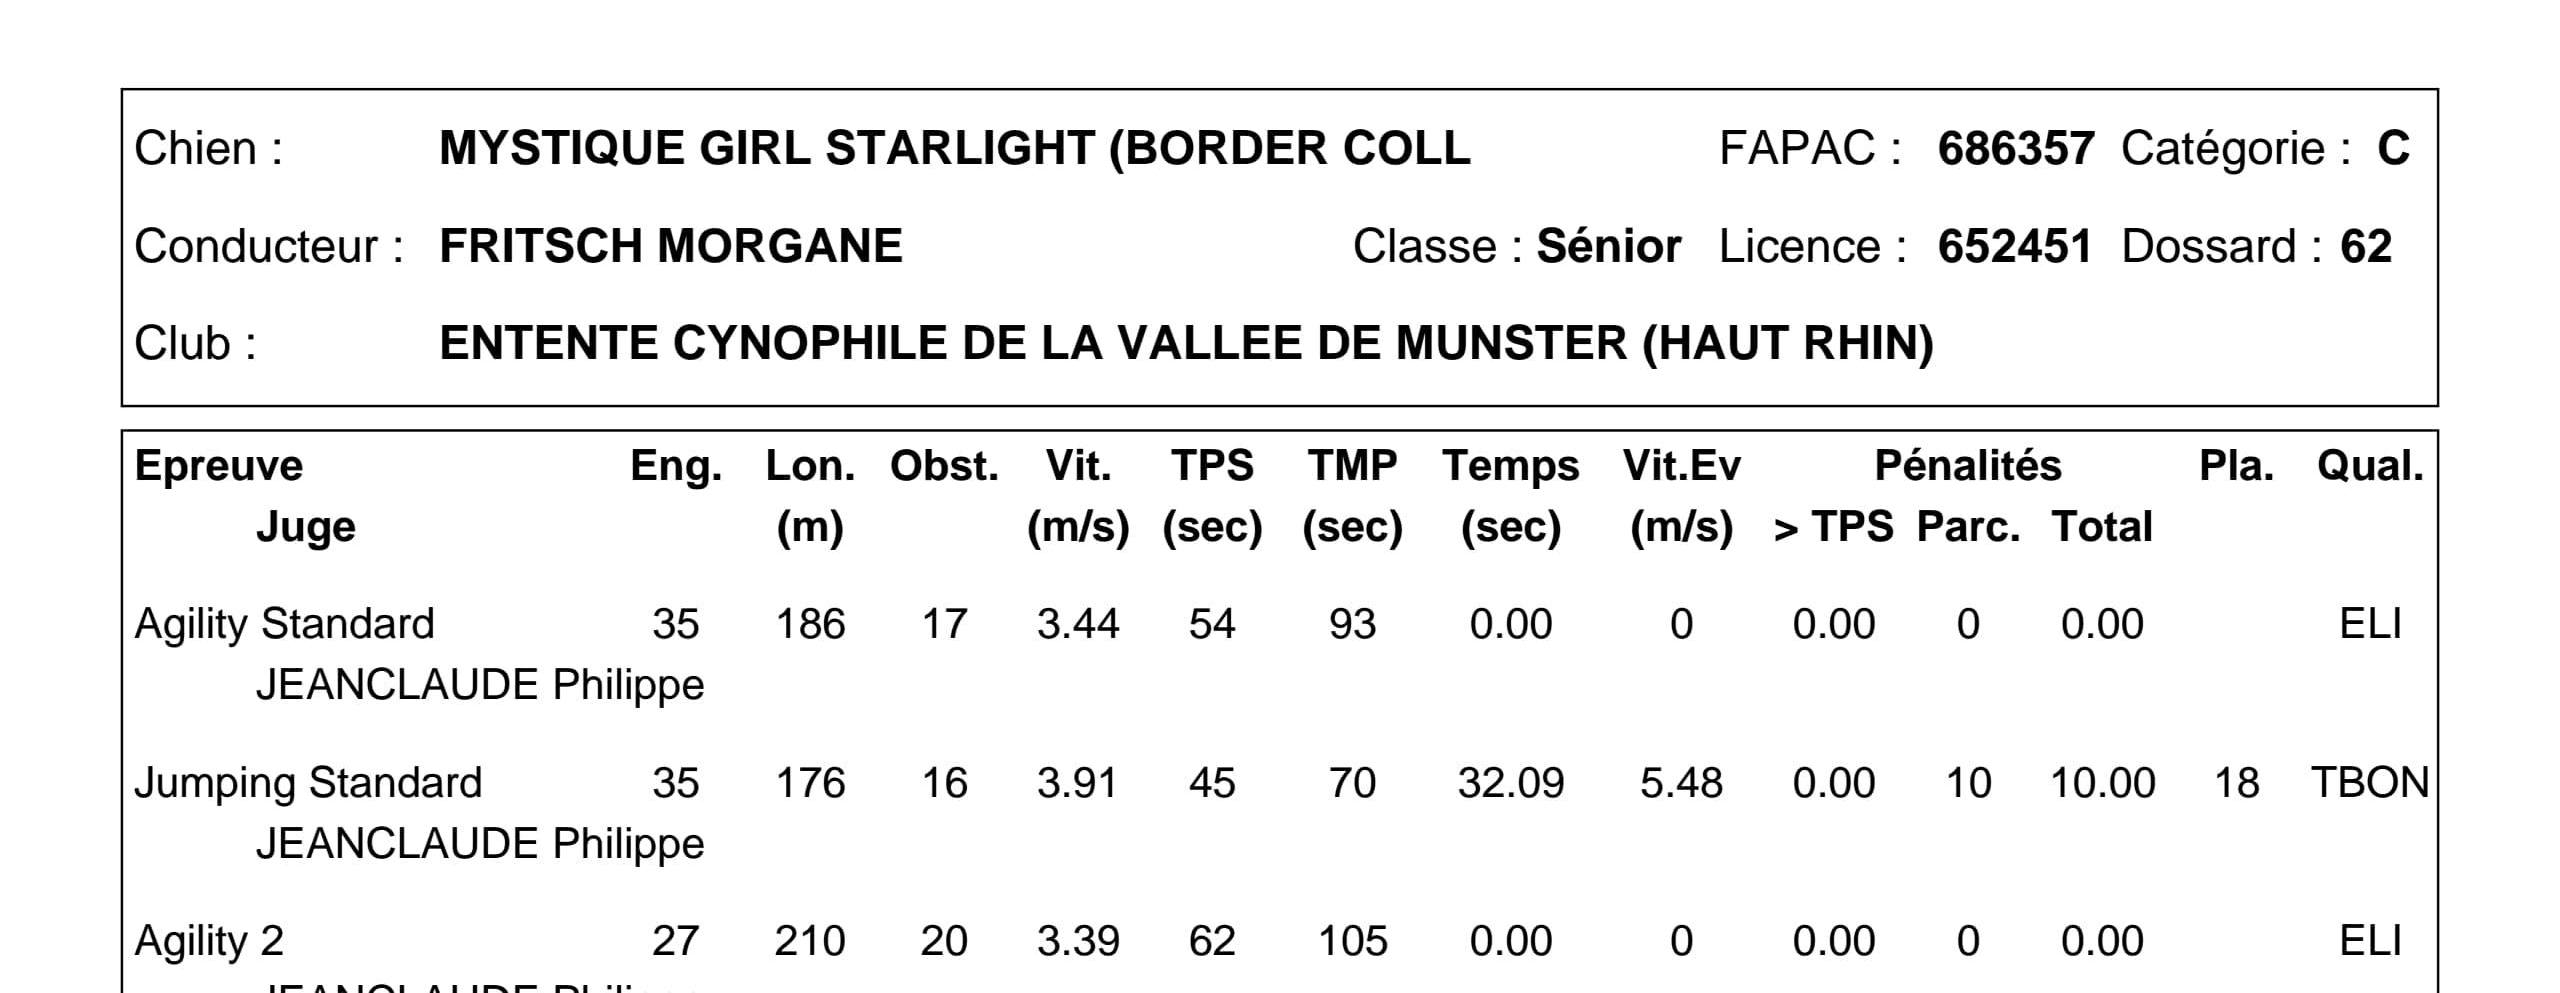 Chien : MYSTIQUE GIRL STARLIGHT (BORDER COLL FAPAC : 686357 Catégorie : C
Conducteur : FRITSCH MORGANE Classe : Sénior Licence : 652451 Dossard : 62
Club : ENTENTE CYNOPHILE DE LA VALLEE DE MUNSTER (HAUT RHIN)
Epreuve Eng. Lon. Obst. Vit. TPS TMP Temps Vit.Ev Pénalités Pla. Qual.
Juge (m) (m/s) (sec) (sec) (sec) (m/s) > TPS Parc. Total
Agility Standard 35 186 17 3.44 54 93 0.00 0 0.00 0 0.00 ELI
JEANCLAUDE Philippe
Jumping Standard 35 176 16 3.91 45 70 32.09 5.48 0.00 10 10.00 18 TBON
JEANCLAUDE Philippe
Agility 2 27 210 20 3.39 62 105 0.00 0 0.00 0 0.00 ELI